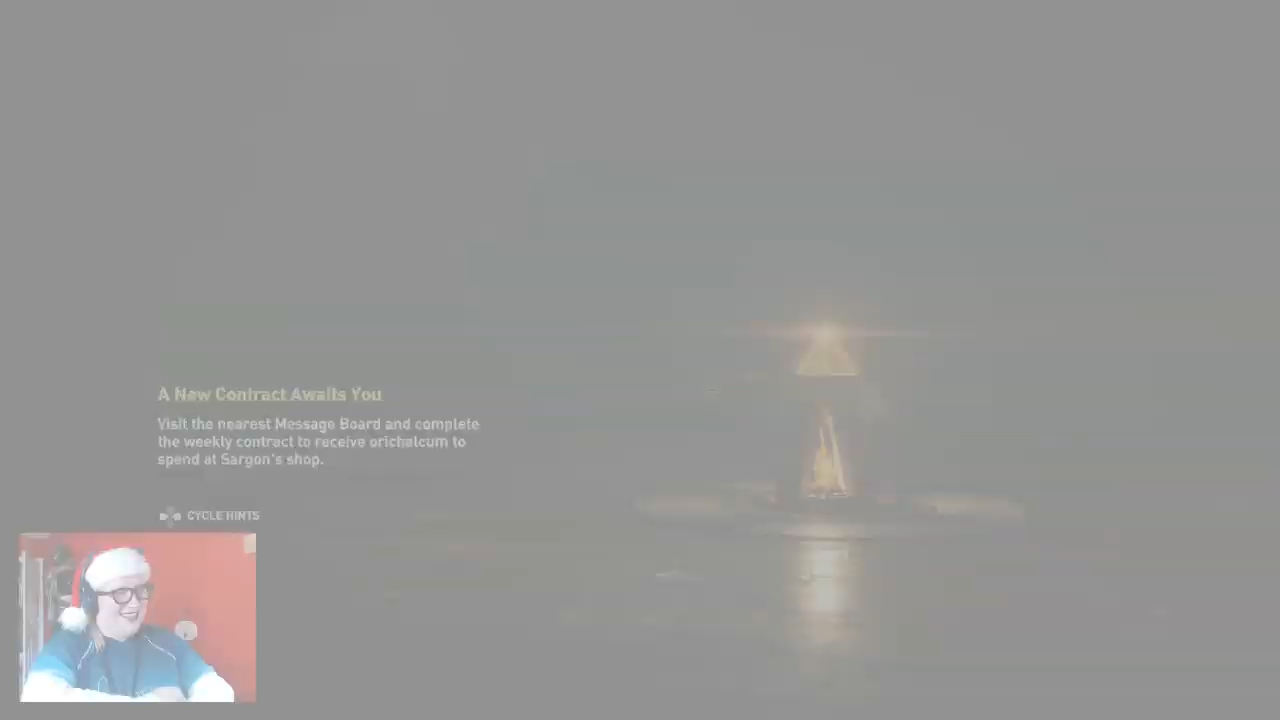 A New Contract Awaits You
Visit the nearest Message Board and complete
the weekly contract to receive orichalcum to
spend at Sargon's shop.
CYCLE HINTS